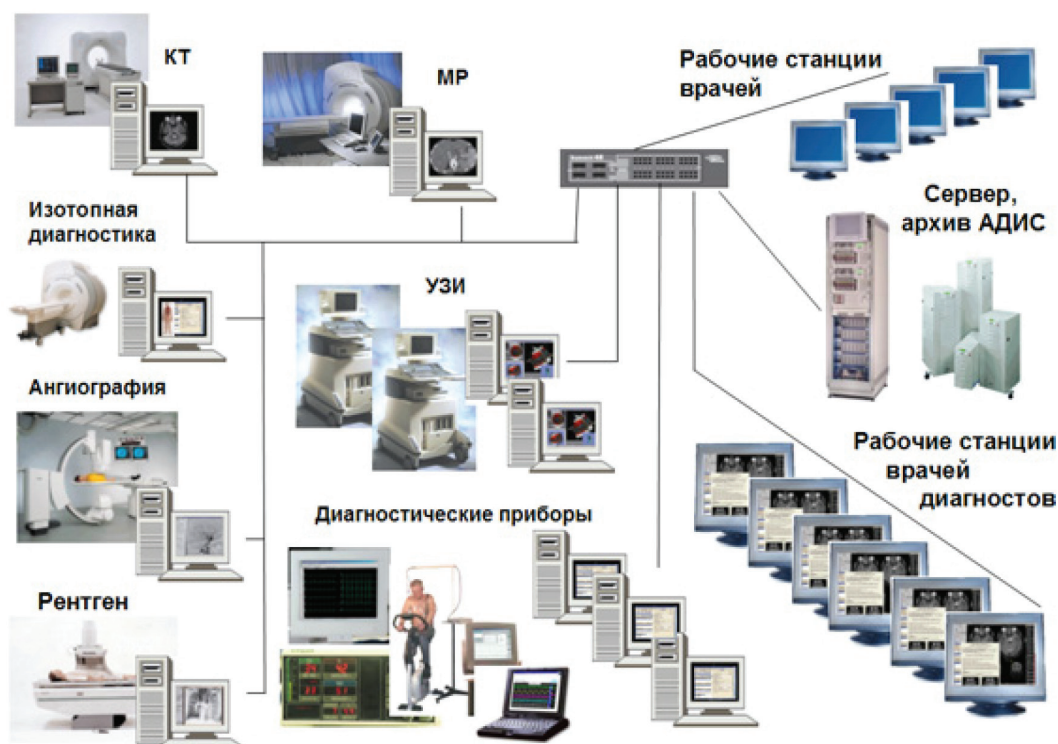 КТ
МР
Рабочие станции
врачей
Изотопная
диагностика
Сервер,
архив АДИС
УЗИ
Ангиография
Рабочие станции
врачей
диагностов
Диагностические приборы
Рентген